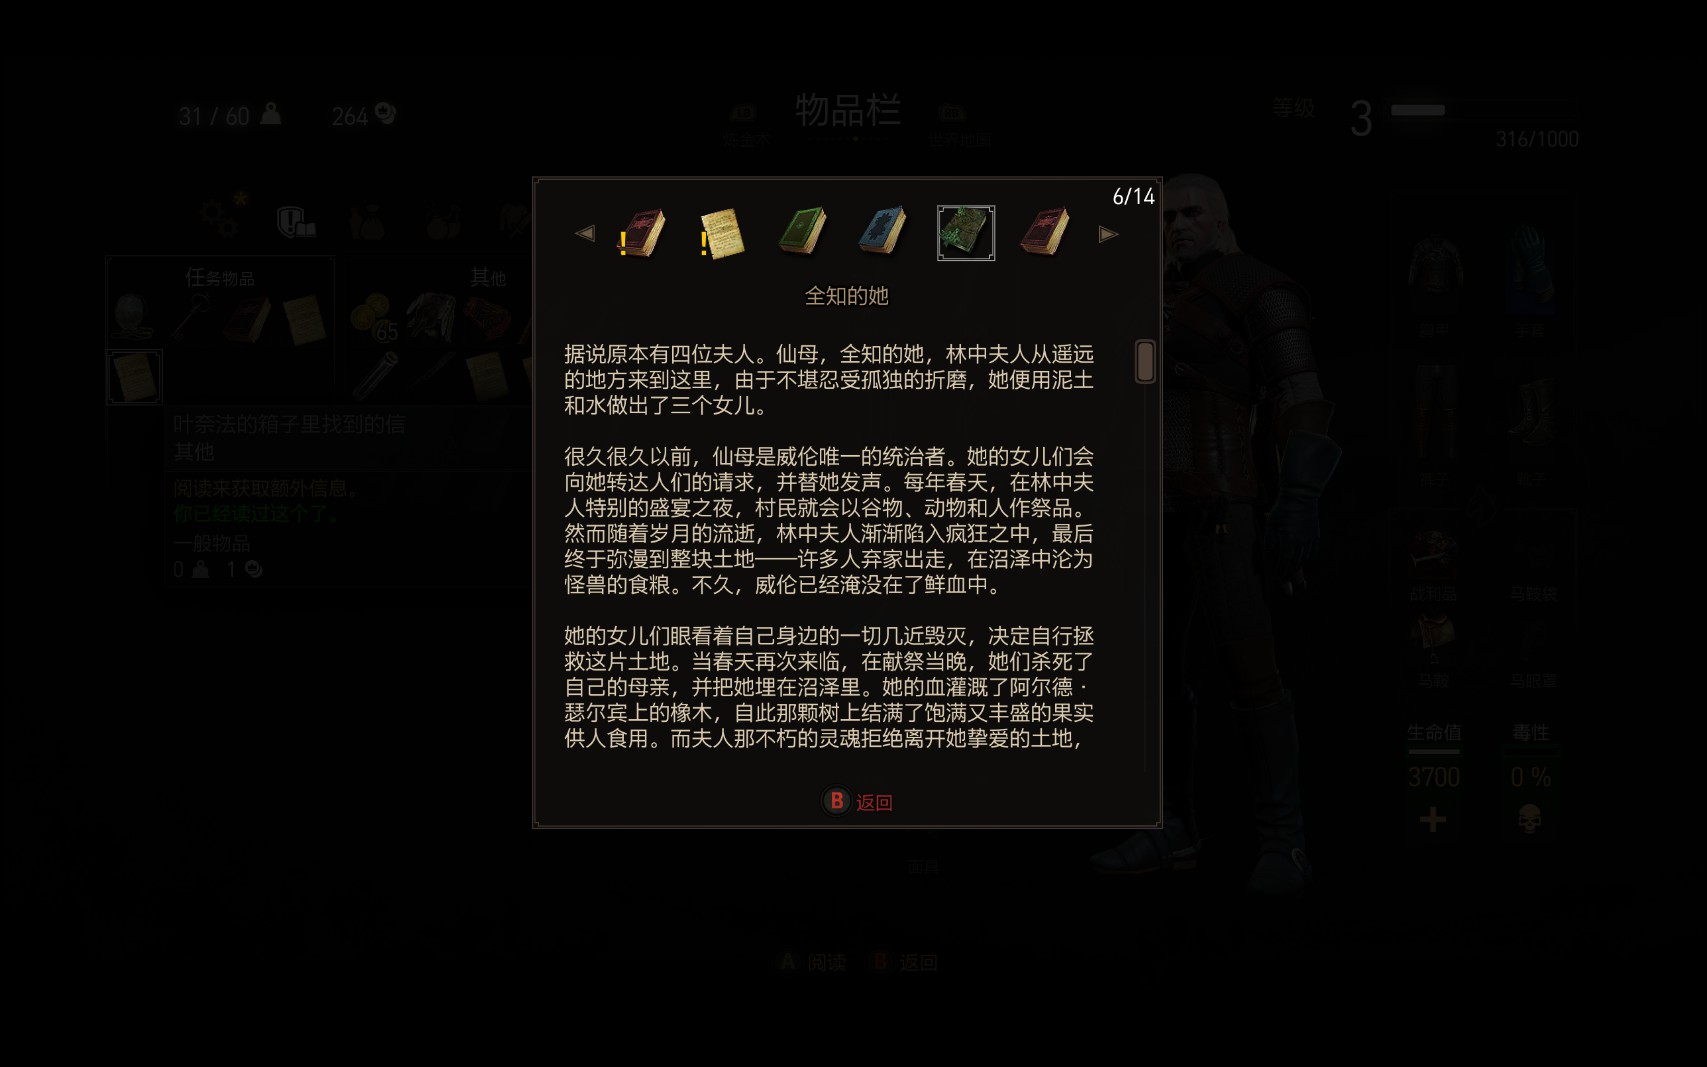 31 / 60
264
物品栏
等级 3
316/1000
6/14
任务物品
其他
65
全知的她
据说原本有四位夫人。仙母，全知的她，林中夫人从遥远
的地方来到这里，由于不堪忍受孤独的折磨，她便用泥土
和水做出了三个女儿。
很久很久以前，仙母是威伦唯一的统治者。她的女儿们会
向她转达人们的请求，并替她发声。每年春天，在林中夫
人特别的盛宴之夜，村民就会以谷物、动物和人作祭品。
然而随着岁月的流逝，林中夫人渐渐陷入疯狂之中，最后
终于弥漫到整块土地——许多人弃家出走，在沼泽中沦为
怪兽的食粮。不久，威伦已经淹没在了鲜血中。
她的女儿们眼看着自己身边的一切几近毁灭，决定自行拯
救这片土地。当春天再次来临，在献祭当晚，她们杀死了
自己的母亲，并把她埋在沼泽里。她的血灌溉了阿尔德·
瑟尔宾上的橡木，自此那颗树上结满了饱满又丰盛的果实
供人食用。而夫人那不朽的灵魂拒绝离开她挚爱的土地，
B 返回
叶奈法的箱子里找到的信
其他
阅读来获取额外信息。
你已经读过这个了。
一般物品
0 1
战利品 马鞍袋
马鞍 马眼罩
生命值 毒性
3700 0 %
A 阅读 B 返回